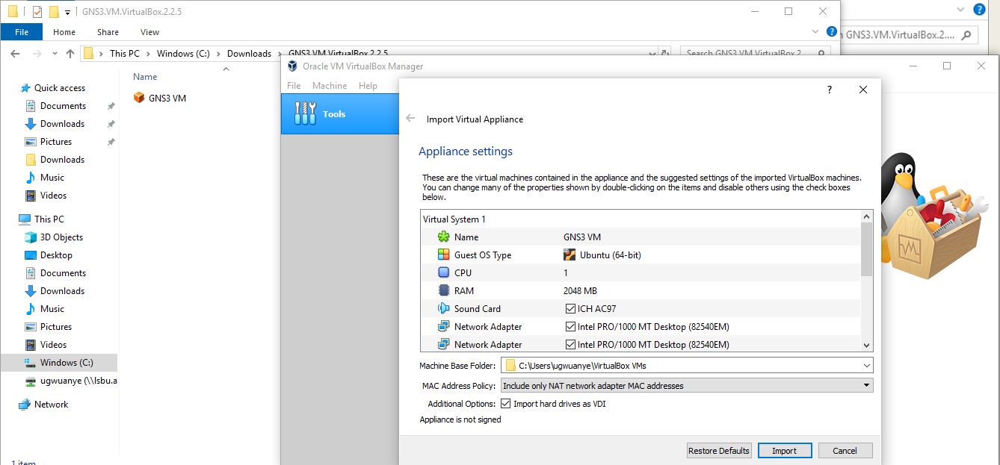 GNS3.VM.VirtualBox.2.2.5
File Home Share View
This PC > Windows (C:) > Downloads > GNS3.VM.VirtualBox.2.2.5
Search GNS3.VM.VirtualBox.2
GNS3.VM.VirtualBox.2....
Name
GNS3 VM
Quick access
Documents
Downloads
Pictures
Downloads
Music
Videos
This PC
3D Objects
Desktop
Documents
Downloads
Music
Pictures
Videos
Windows (C:)
ugwuanye (\\lsbu.a
Network
1 item
Oracle VM VirtualBox Manager
File Machine Help
Tools
?
Import Virtual Appliance
Appliance settings
These are the virtual machines contained in the appliance and the suggested settings of the imported VirtualBox machines.
You can change many of the properties shown by double-clicking on the items and disable others using the check boxes
below.
Virtual System 1
Name GNS3 VM
Guest OS Type Ubuntu (64-bit)
CPU 1
RAM 2048 MB
Sound Card ICH AC97
Network Adapter Intel PRO/1000 MT Desktop (82540EM)
Network Adapter Intel PRO/1000 MT Desktop (82540EM)
Machine Base Folder: C:\Users\ugwuanye\VirtualBox VMs
MAC Address Policy: Include only NAT network adapter MAC addresses
Additional Options: Import hard drives as VDI
Appliance is not signed
Restore Defaults Import Cancel